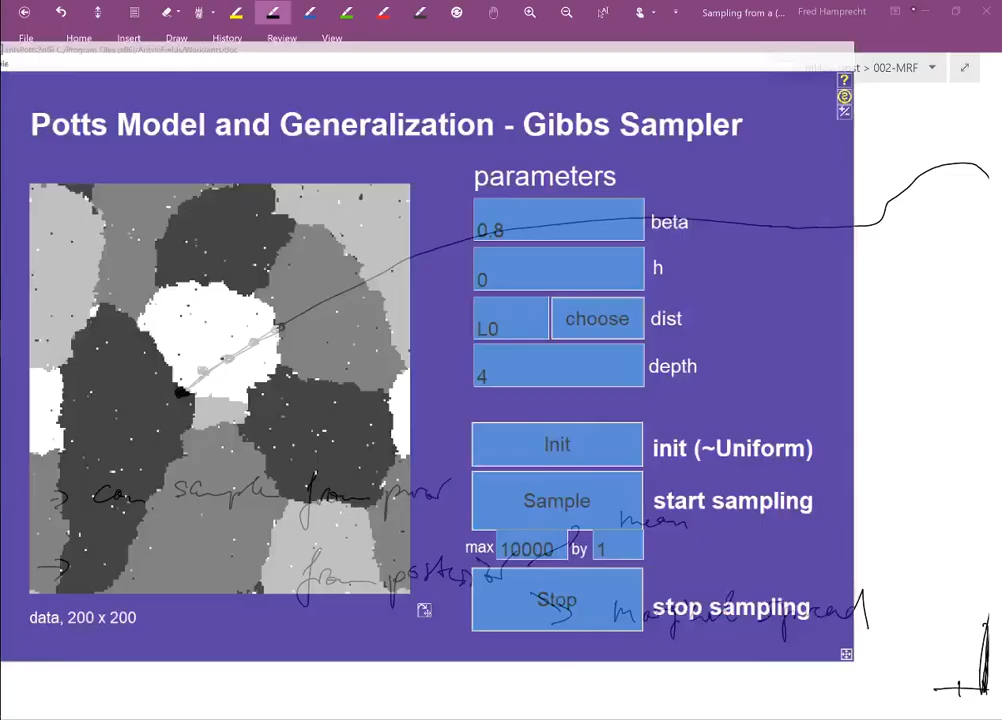 Sampling from a (... Fred Hamprecht
File Home Insert Draw History Review View
> 002-MRF
Potts Model and Generalization - Gibbs Sampler
parameters
0.8 beta
0 h
L0 choose dist
4 depth
Init init (~Uniform)
Sample start sampling
max 10000 by 1
Stop stop sampling
data, 200 x 200
→ can sample from prior
→ from posterior → mean
→ spread